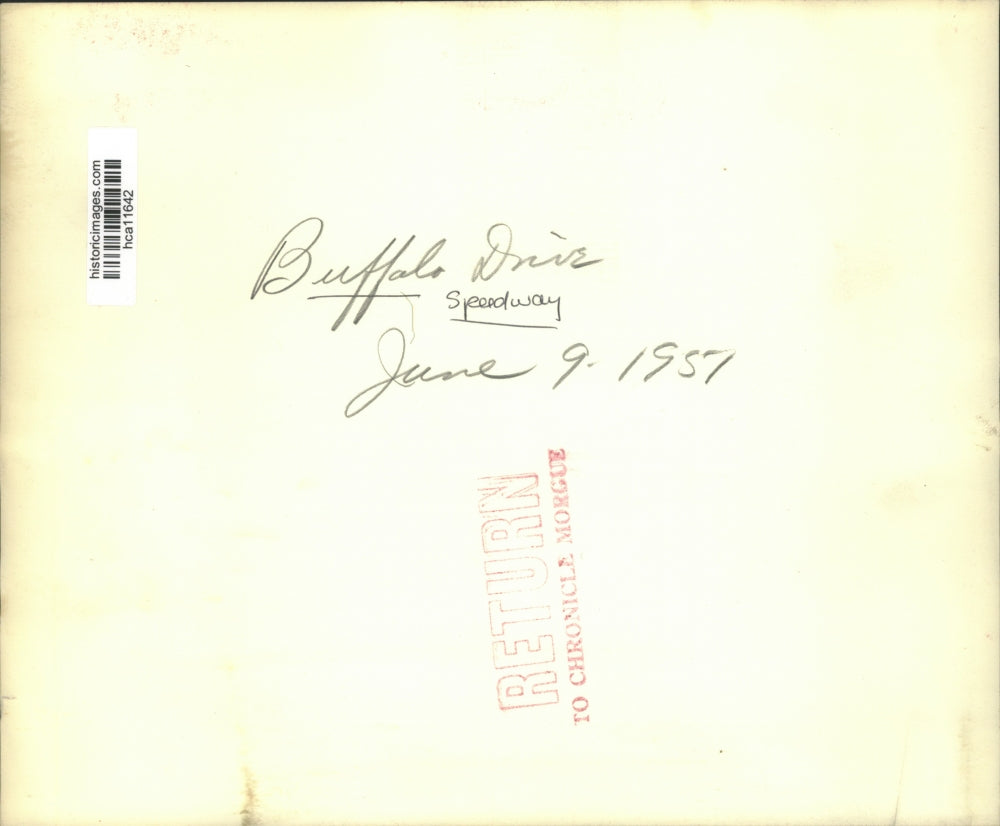 historicimages.com
hca11642
Buffalo Drive
Speedway
June 9. 1957
RETURN
TO CHRONICLE MORGUE